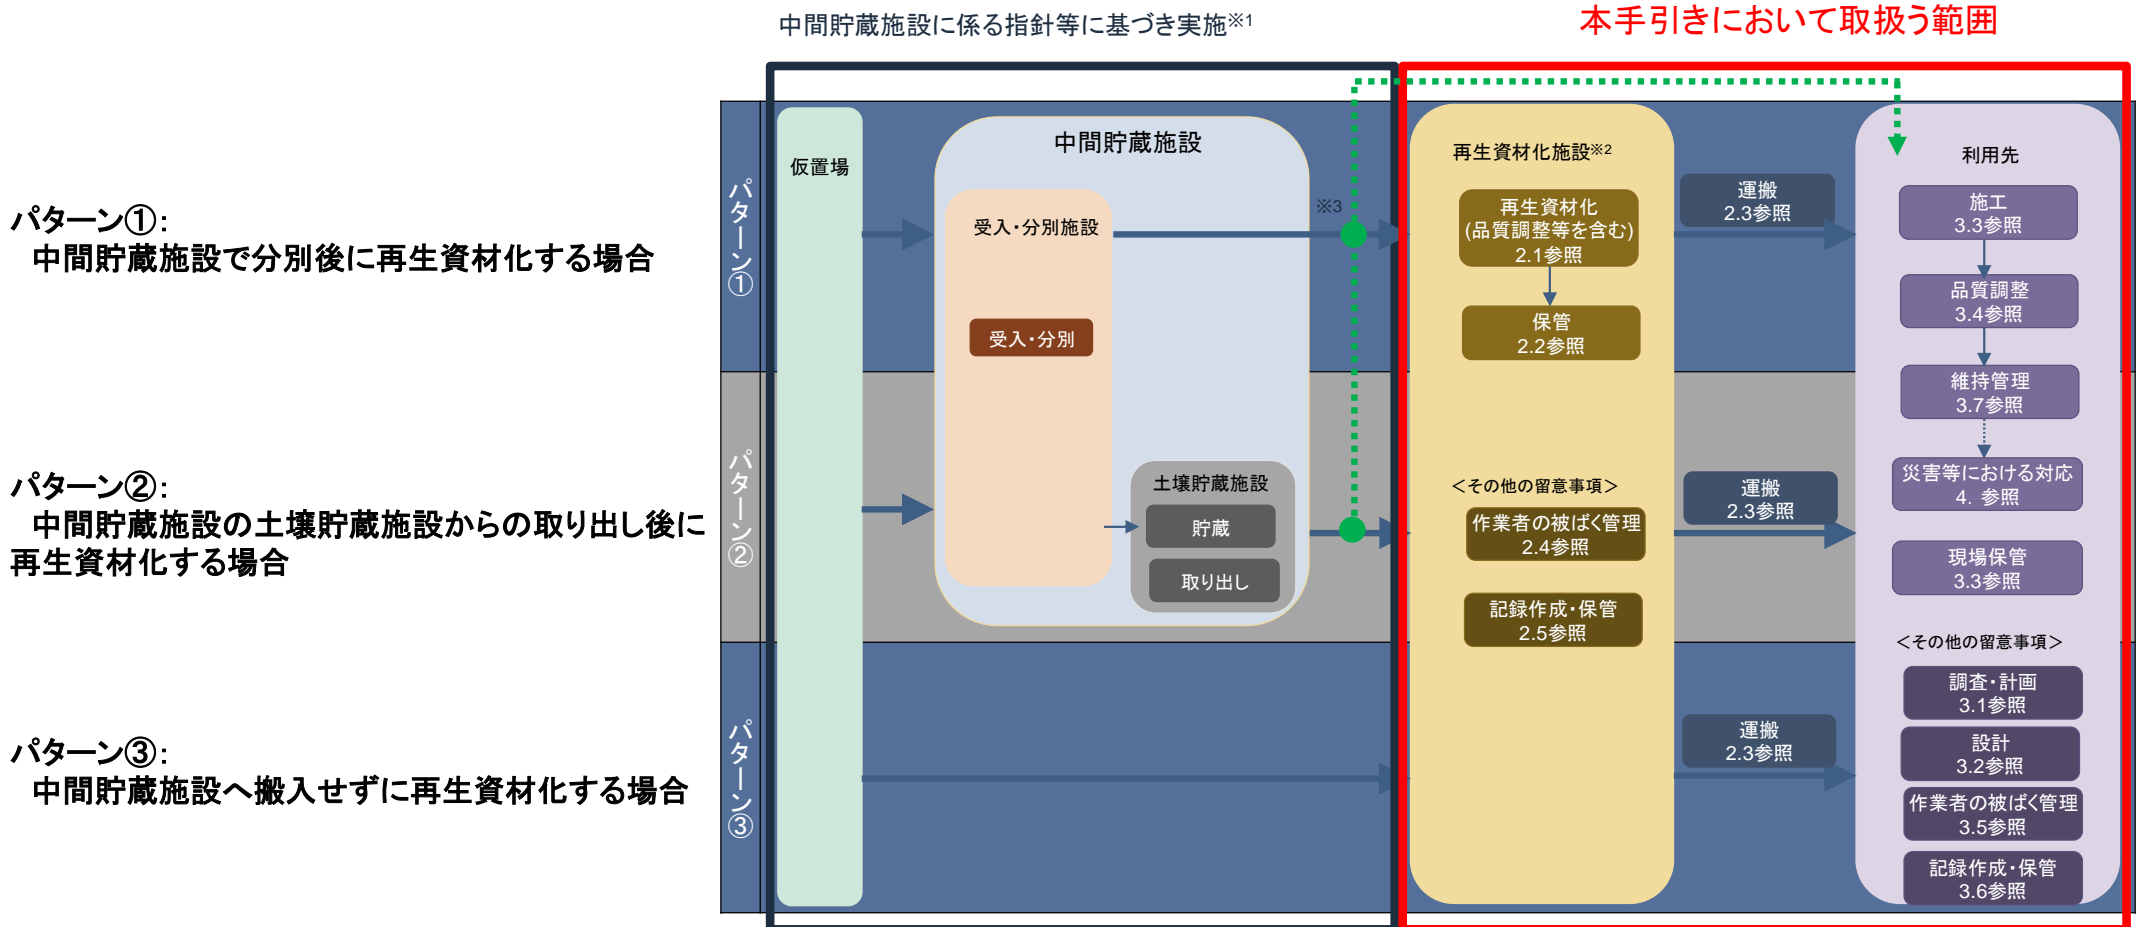 中間貯蔵施設に係る指針等に基づき実施※1
本手引きにおいて取扱う範囲
パターン①：
中間貯蔵施設で分別後に再生資材化する場合
パターン②：
中間貯蔵施設の土壌貯蔵施設からの取り出し後に
再生資材化する場合
パターン③：
中間貯蔵施設へ搬入せずに再生資材化する場合
パターン①
パターン②
パターン③
仮置場
中間貯蔵施設
受入・分別施設
受入・分別
土壌貯蔵施設
貯蔵
取り出し
※3
再生資材化施設※2
再生資材化
(品質調整等を含む)
2.1参照
保管
2.2参照
＜その他の留意事項＞
作業者の被ばく管理
2.4参照
記録作成・保管
2.5参照
運搬
2.3参照
運搬
2.3参照
運搬
2.3参照
利用先
施工
3.3参照
品質調整
3.4参照
維持管理
3.7参照
災害等における対応
4. 参照
現場保管
3.3参照
＜その他の留意事項＞
調査・計画
3.1参照
設計
3.2参照
作業者の被ばく管理
3.5参照
記録作成・保管
3.6参照